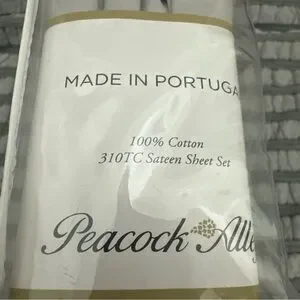 MADE IN PORTUGA
100% Cotton
310TC Sateen Sheet Set
Peacock Alle